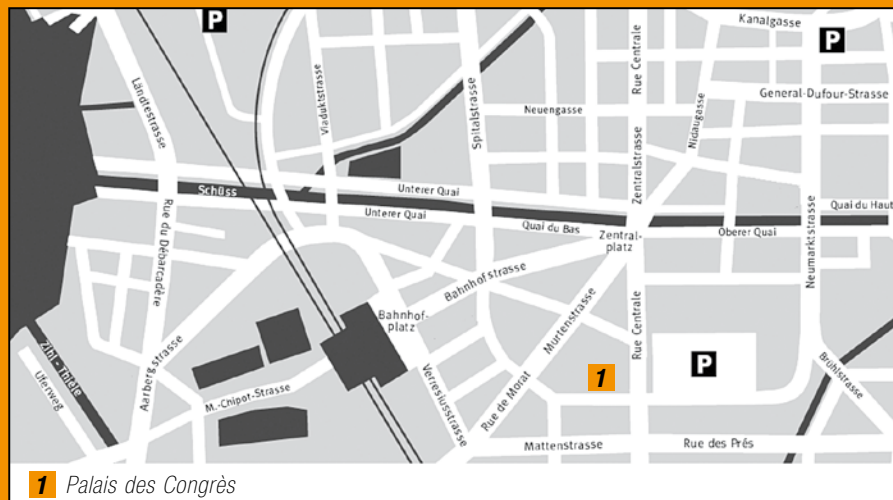 P
Kanalgasse
P
Ländtestrasse
Viaduktstrasse
Spitalstrasse
Rue Centrale
General-Dufour-Strasse
Neuengasse
Nidaugasse
Zentralstrasse
Schüss
Unterer Quai
Unterer Quai
Quai du Bas
Zentral-
platz
Oberer Quai
Quai du Haut
Neumarktstrasse
Rue du Débarcadère
Bahnhofstrasse
Bahnhof-
platz
Murtenstrasse
Rue Centrale
P
Zihl - Thièle
Uferweg
Aarbergstrasse
M.-Chipot-Strasse
Verresiusstrasse
Rue de Morat
1
Brühlstrasse
Mattenstrasse
Rue des Prés
1 Palais des Congrès